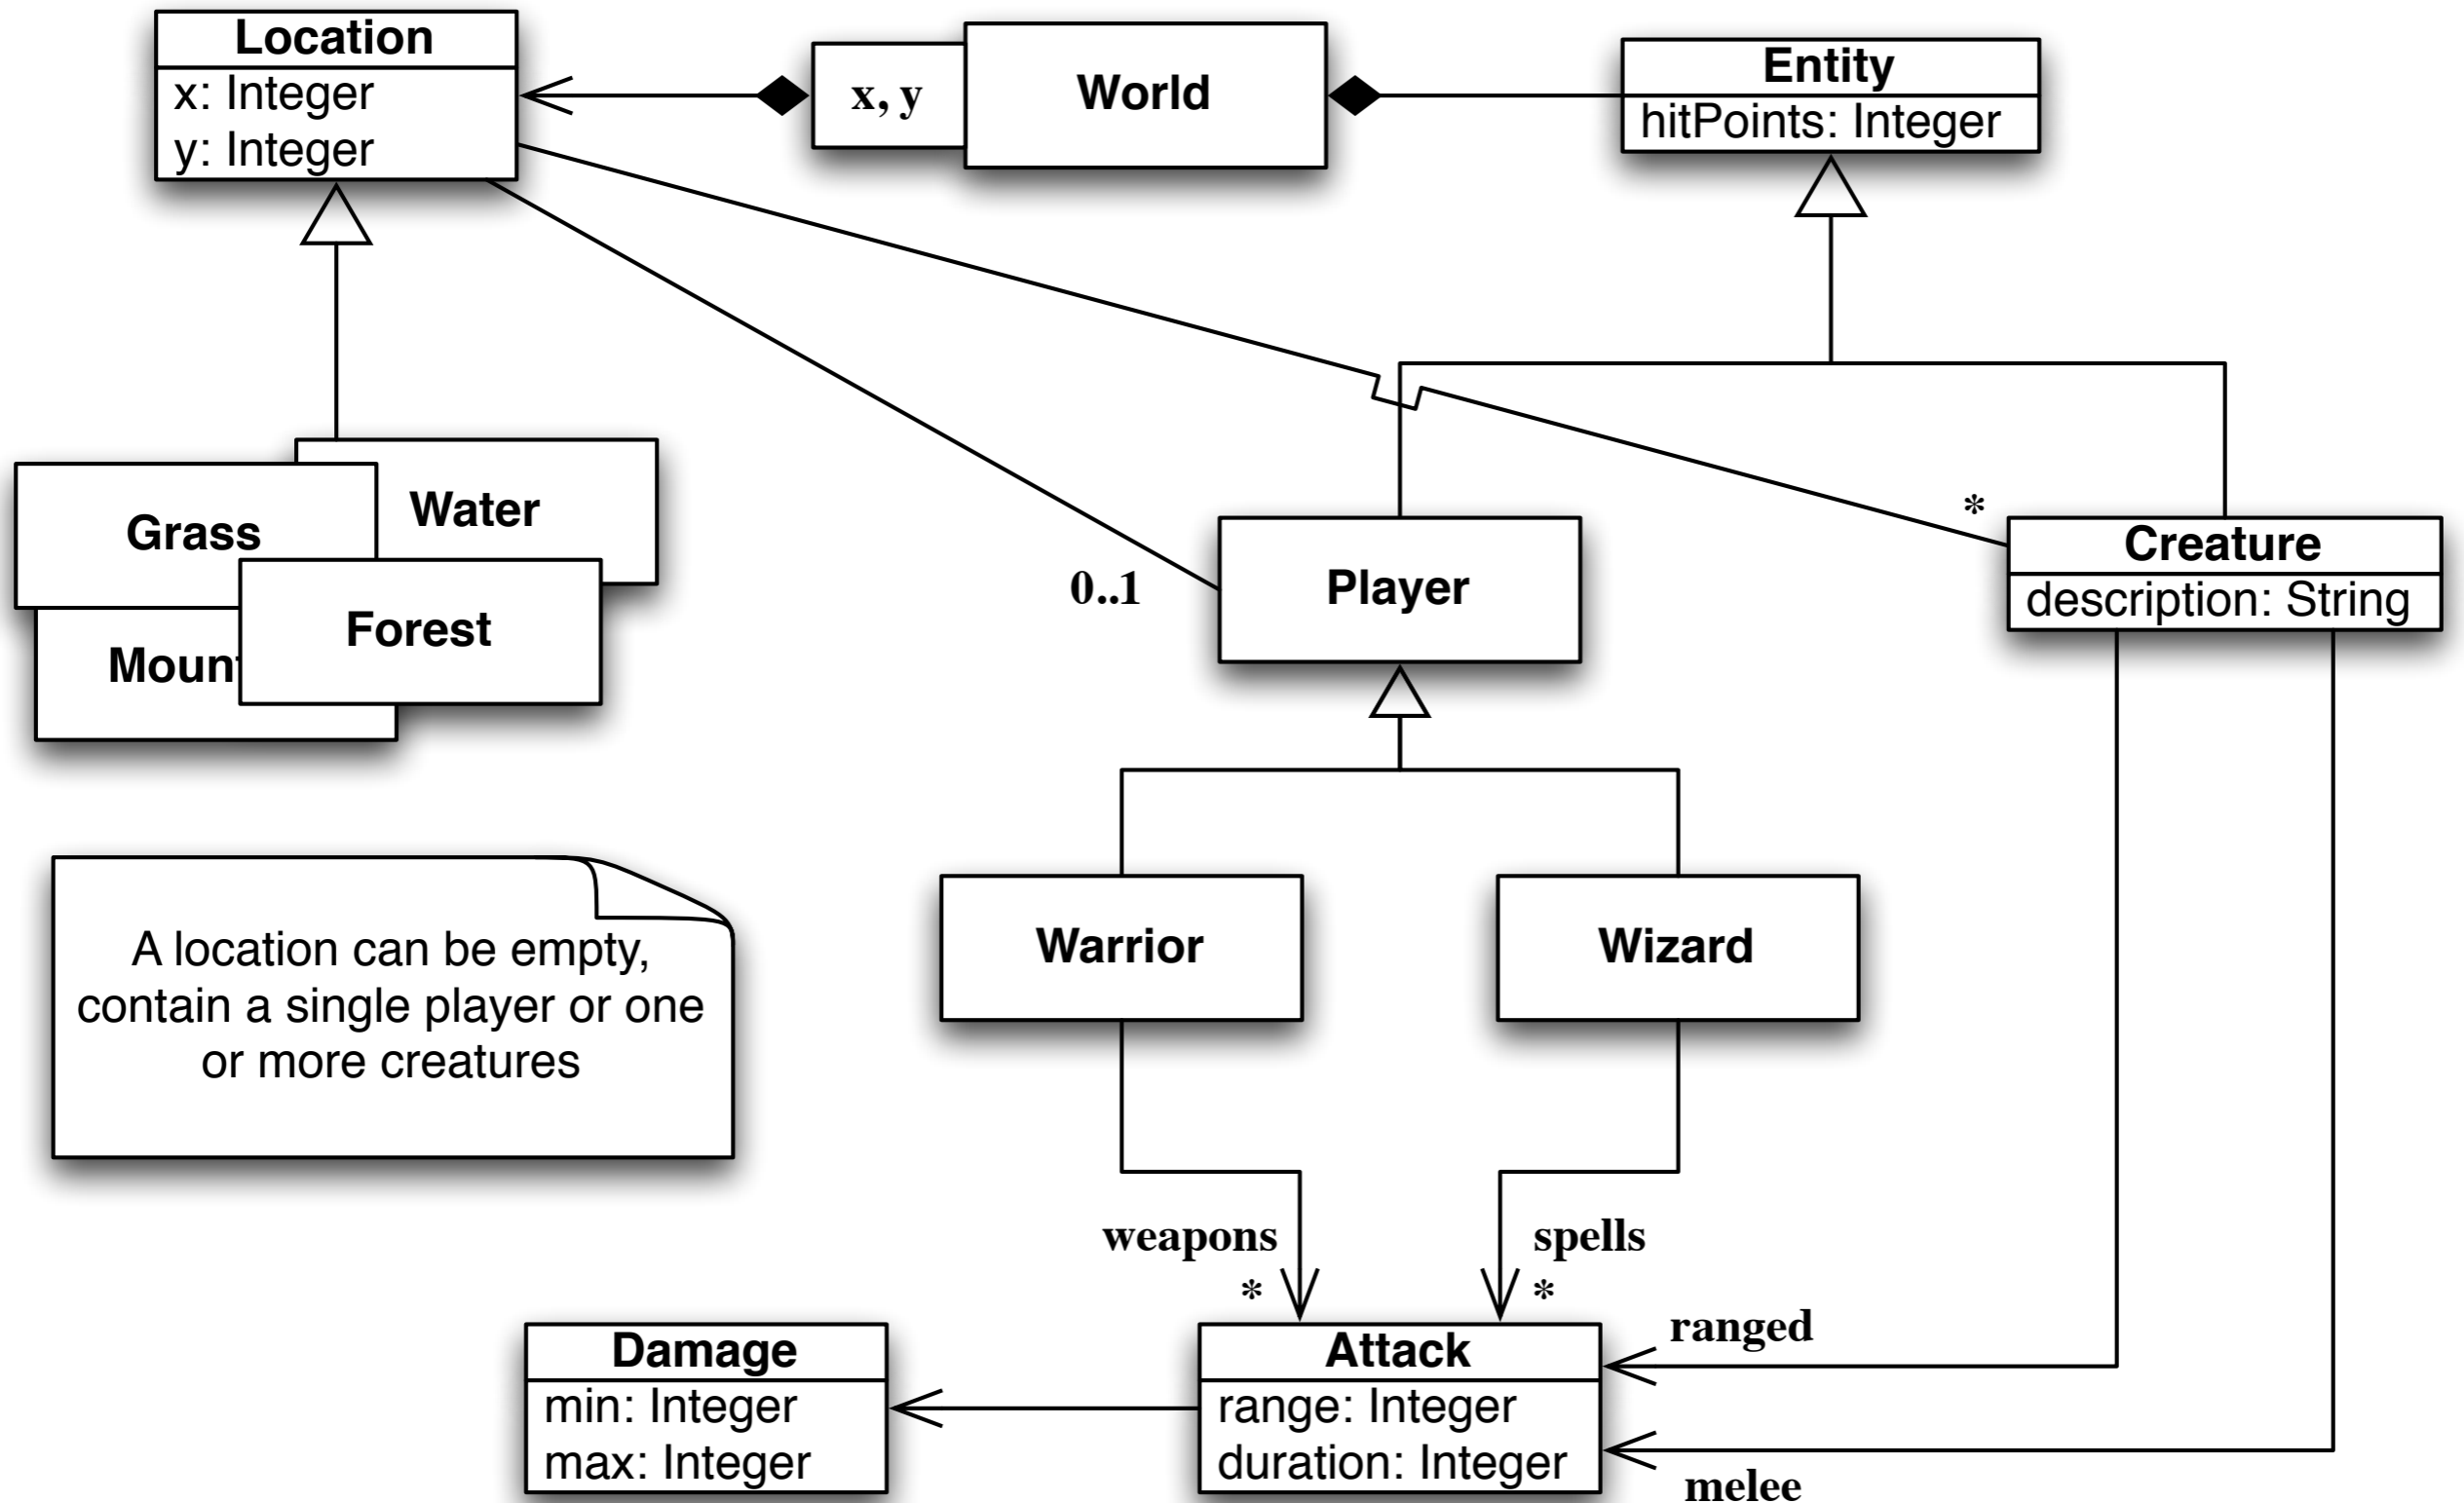 Location
x: Integer
y: Integer
x, y
World
Entity
hitPoints: Integer
Grass
Water
Forest
0..1
Player
*
Creature
description: String
A location can be empty,
contain a single player or one
or more creatures
Warrior
Wizard
weapons
*
spells
*
ranged
melee
Damage
min: Integer
max: Integer
Attack
range: Integer
duration: Integer